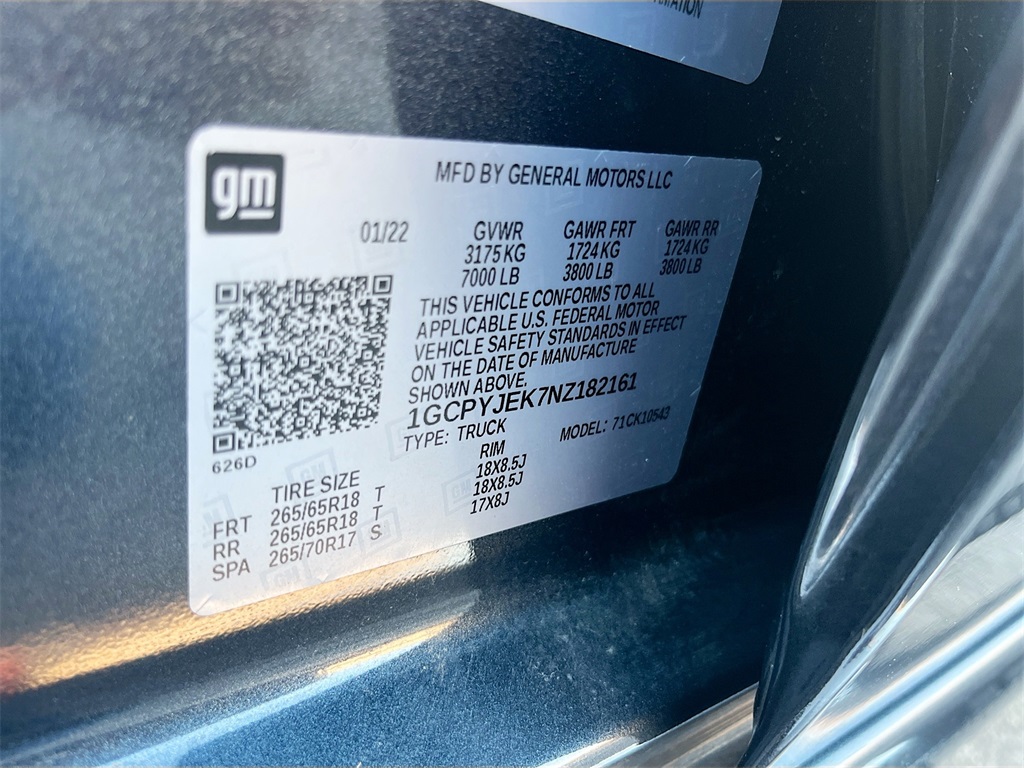 gm
MFD BY GENERAL MOTORS LLC
01/22
GVWR GAWR FRT GAWR RR
3175 KG 1724 KG 1724 KG
7000 LB 3800 LB 3800 LB
THIS VEHICLE CONFORMS TO ALL
APPLICABLE U.S. FEDERAL MOTOR
VEHICLE SAFETY STANDARDS IN EFFECT
ON THE DATE OF MANUFACTURE
SHOWN ABOVE.
1GCPYJEK7NZ182161
TYPE: TRUCK MODEL: 71CK10543
626D
TIRE SIZE RIM
FRT 265/65R18 T 18X8.5J
RR 265/65R18 T 18X8.5J
SPA 265/70R17 S 17X8J